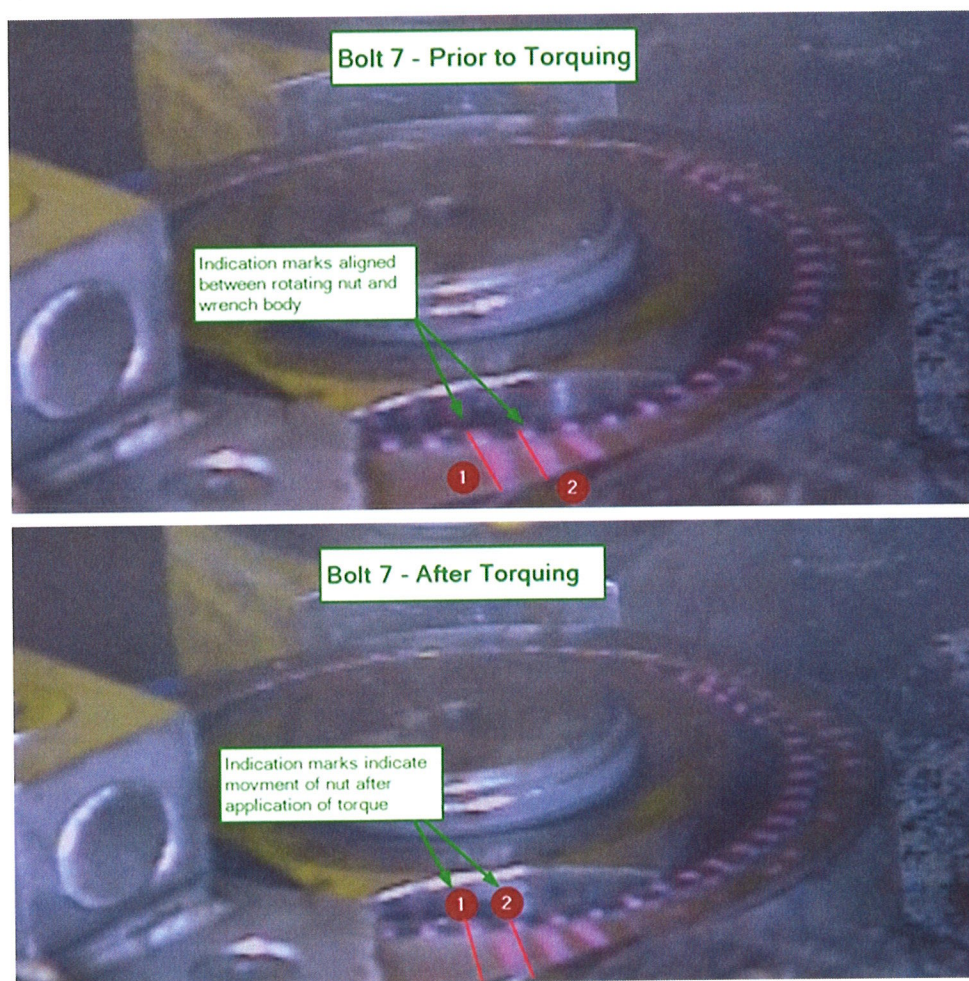 Bolt 7 - Prior to Torquing
Indication marks aligned
between rotating nut and
wrench body
1
2
Bolt 7 - After Torquing
Indication marks indicate
movment of nut after
application of torque
1
2